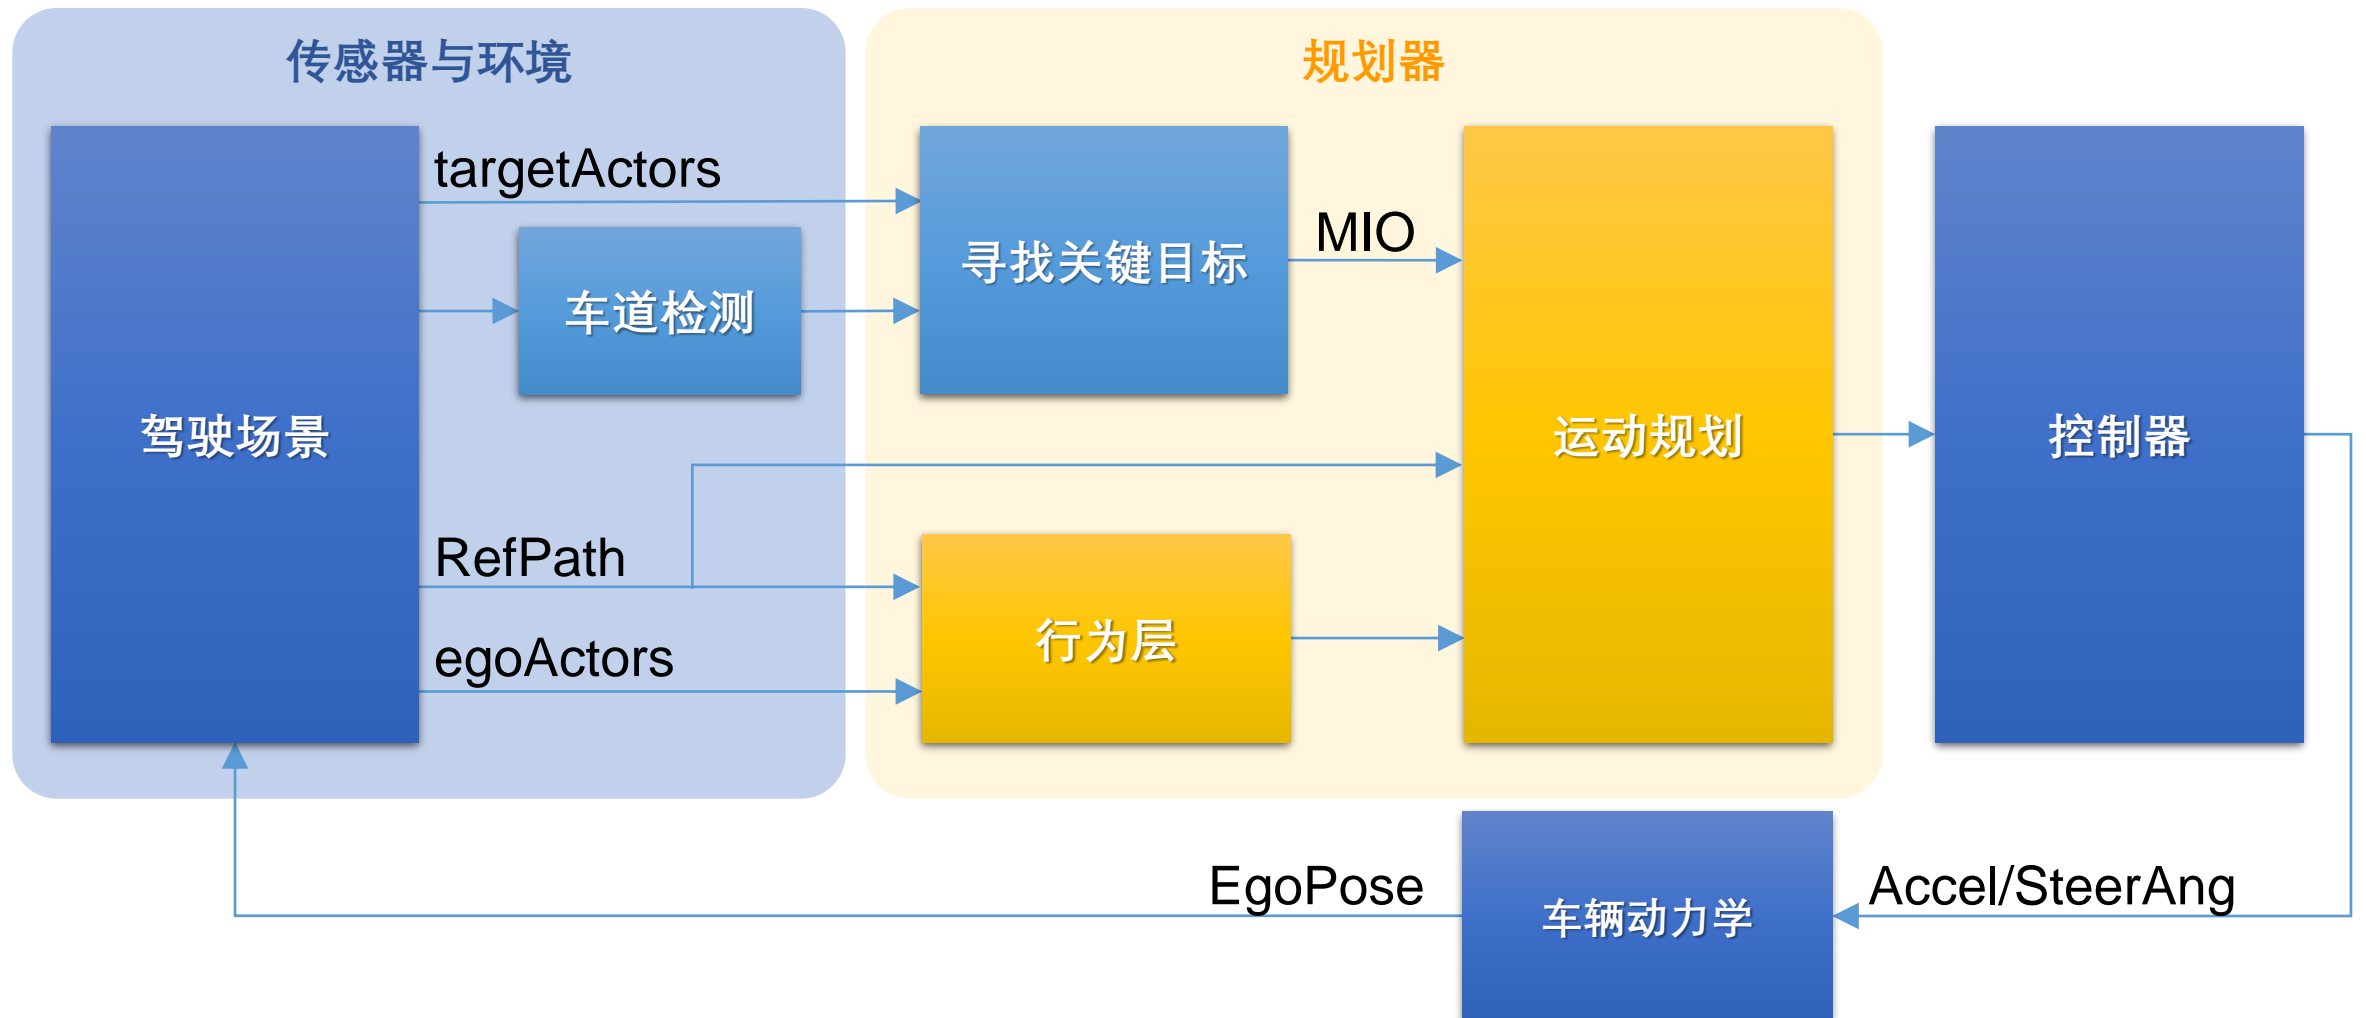 传感器与环境
规划器
targetActors
MIO
寻找关键目标
车道检测
驾驶场景
运动规划
控制器
RefPath
行为层
egoActors
EgoPose
车辆动力学
Accel/SteerAng